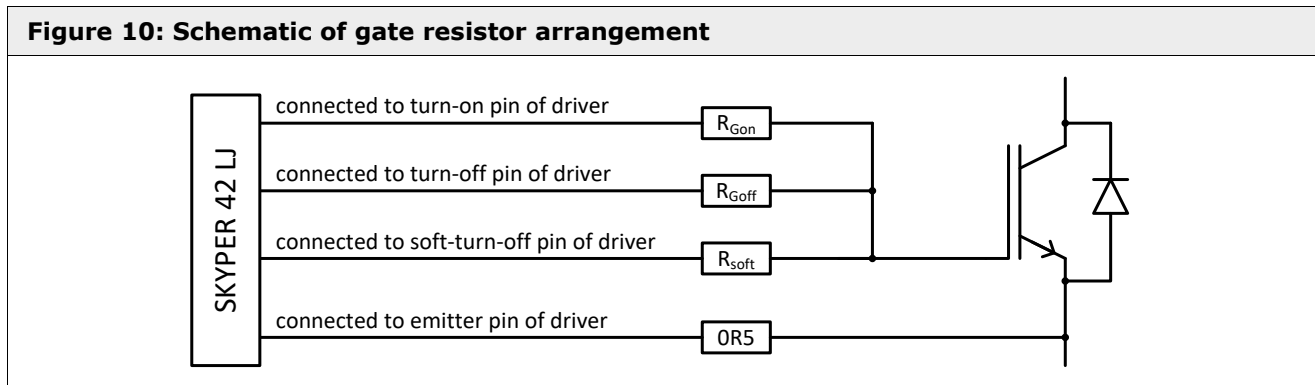 Figure 10: Schematic of gate resistor arrangement
SKYPER 42 LJ
connected to turn-on pin of driver
R_Gon
connected to turn-off pin of driver
R_Goff
connected to soft-turn-off pin of driver
R_soft
connected to emitter pin of driver
0R5